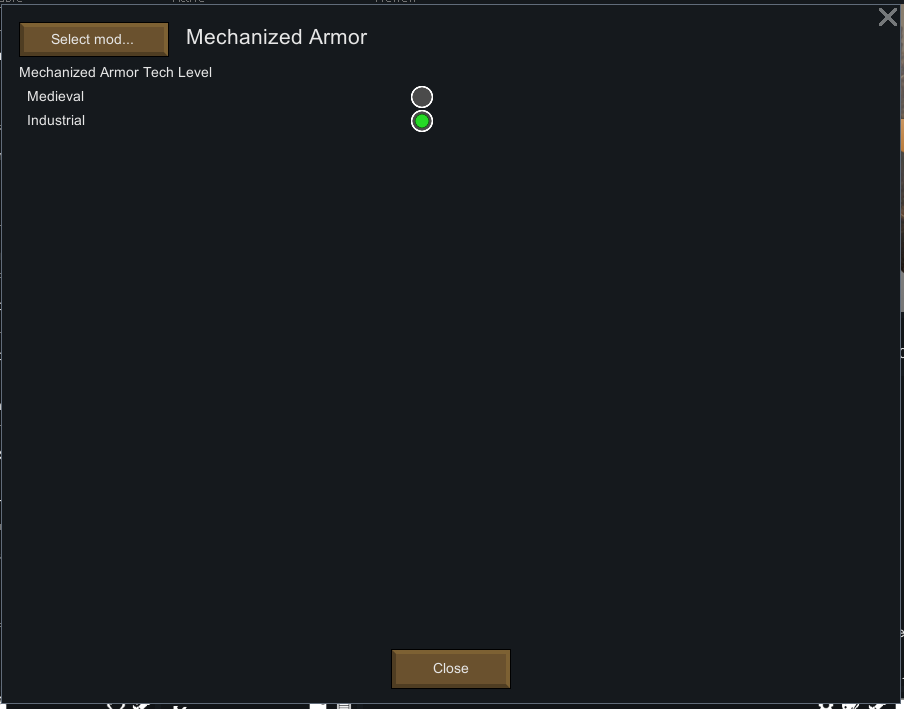 Select mod...
Mechanized Armor
Mechanized Armor Tech Level
Medieval
Industrial
Close